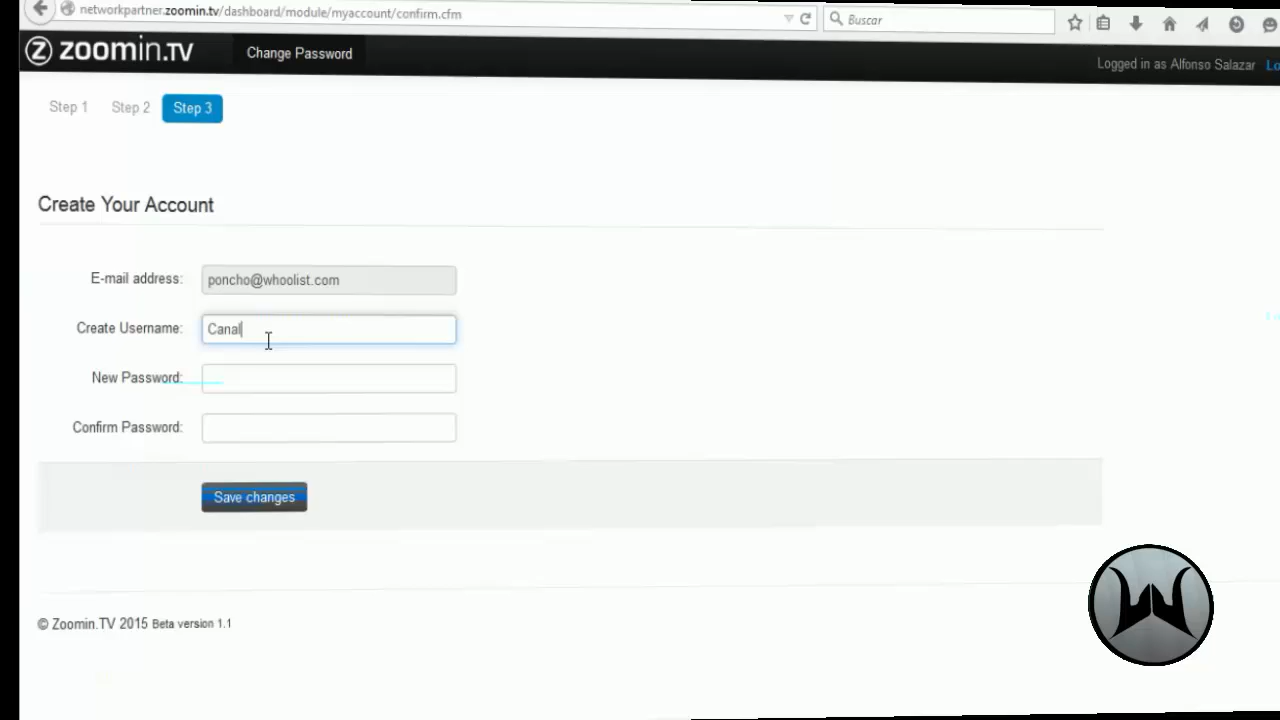 networkpartner.zoomin.tv/dashboard/module/myaccount/confirm.cfm
Buscar
zoomin.tv
Change Password
Logged in as Alfonso Salazar
Lo
Step 1
Step 2
Step 3
Create Your Account
E-mail address:
poncho@whoolist.com
Create Username:
Canal
New Password:
Confirm Password:
Save changes
© Zoomin.TV 2015 Beta version 1.1